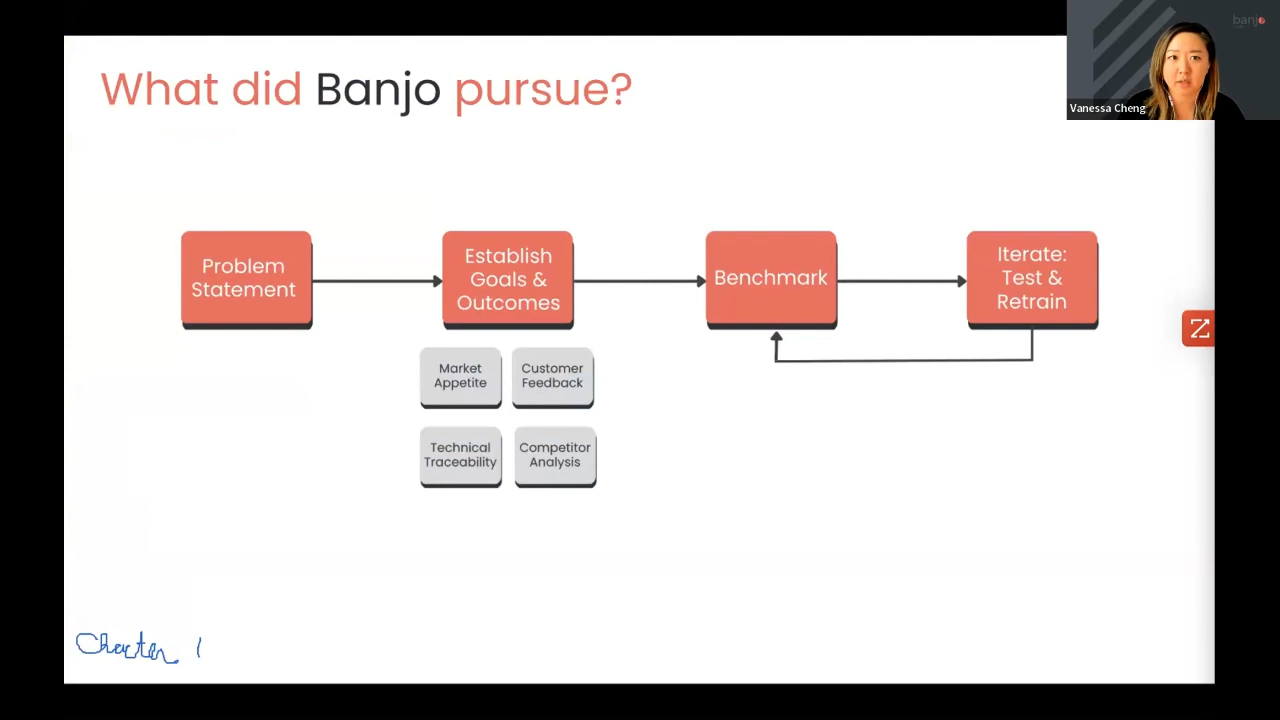 What did Banjo pursue?
banjo
Vanessa Cheng
Problem
Statement
Establish
Goals &
Outcomes
Benchmark
Iterate:
Test &
Retrain
Market
Appetite
Customer
Feedback
Technical
Traceability
Competitor
Analysis